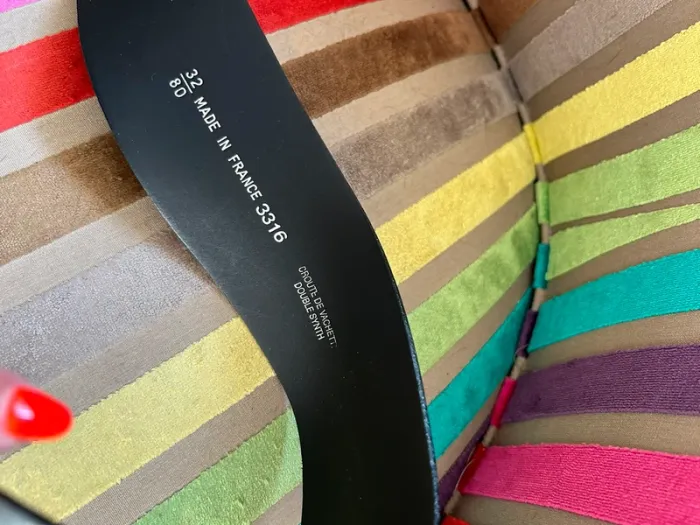 32
80 MADE IN FRANCE 3316
CROUTE DE VACHETTE
DOUBLE SYNTH